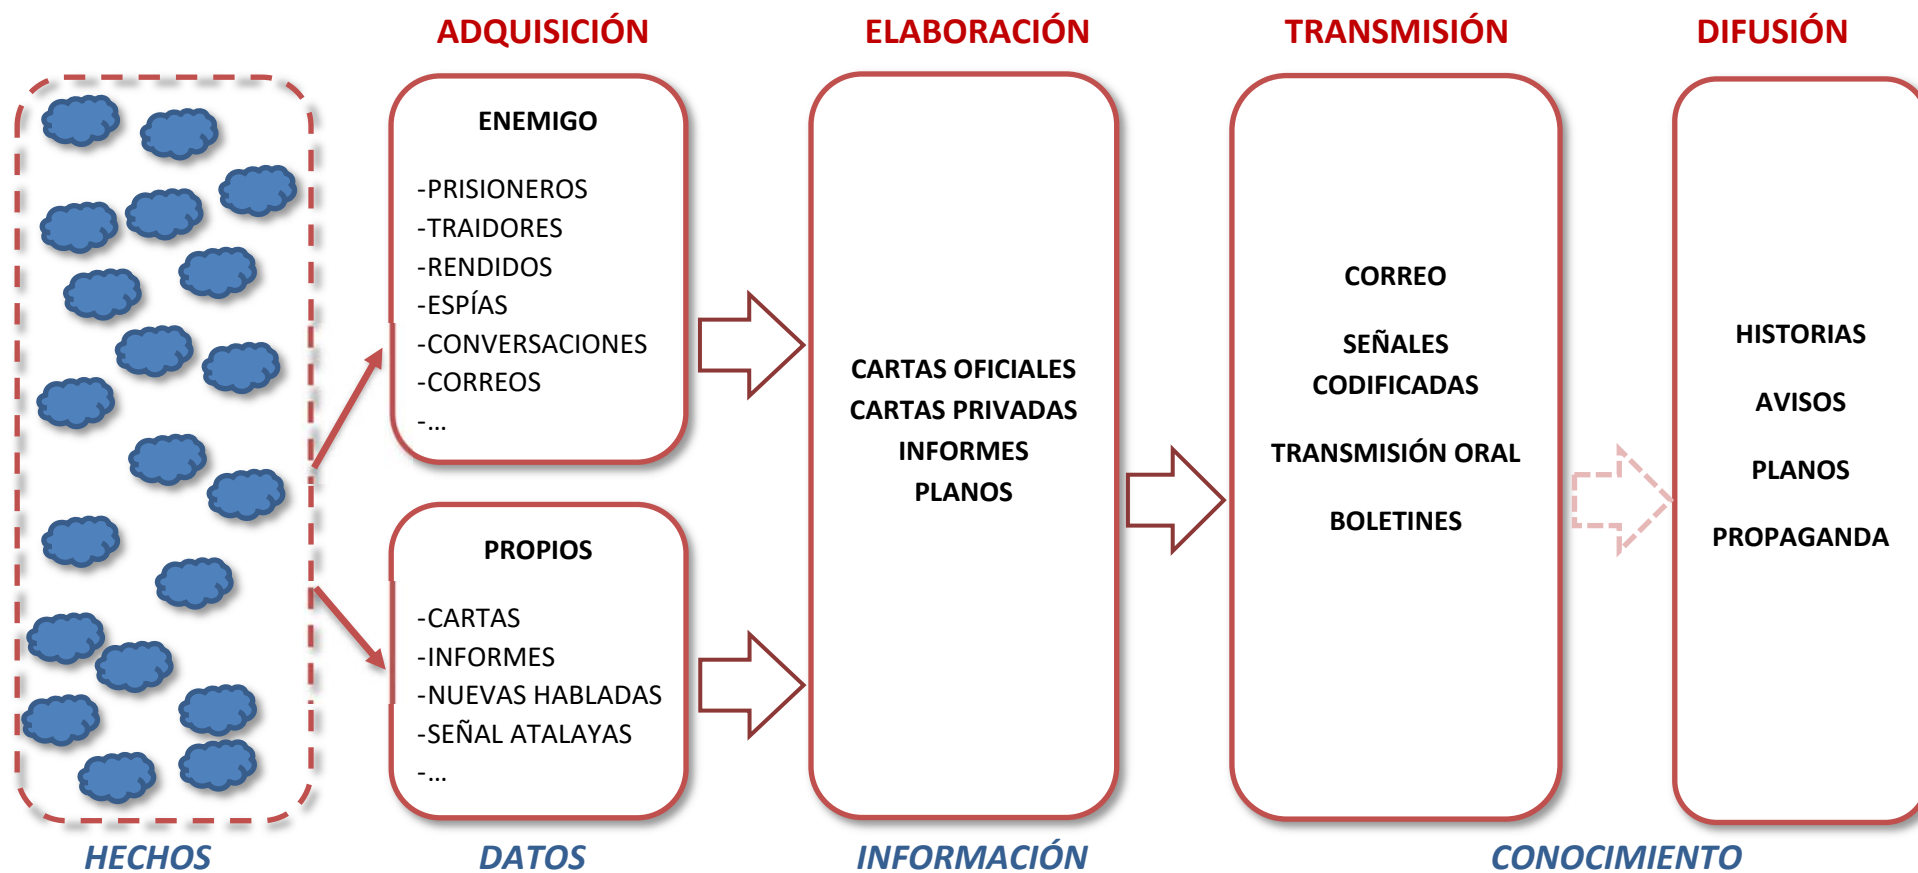 ADQUISICIÓN
ELABORACIÓN
TRANSMISIÓN
DIFUSIÓN
ENEMIGO
-PRISIONEROS
-TRAIDORES
-RENDIDOS
-ESPÍAS
-CONVERSACIONES
-CORREOS
-...
PROPIOS
-CARTAS
-INFORMES
-NUEVAS HABLADAS
-SEÑAL ATALAYAS
-...
CARTAS OFICIALES
CARTAS PRIVADAS
INFORMES
PLANOS
CORREO
SEÑALES
CODIFICADAS
TRANSMISIÓN ORAL
BOLETINES
HISTORIAS
AVISOS
PLANOS
PROPAGANDA
HECHOS
DATOS
INFORMACIÓN
CONOCIMIENTO